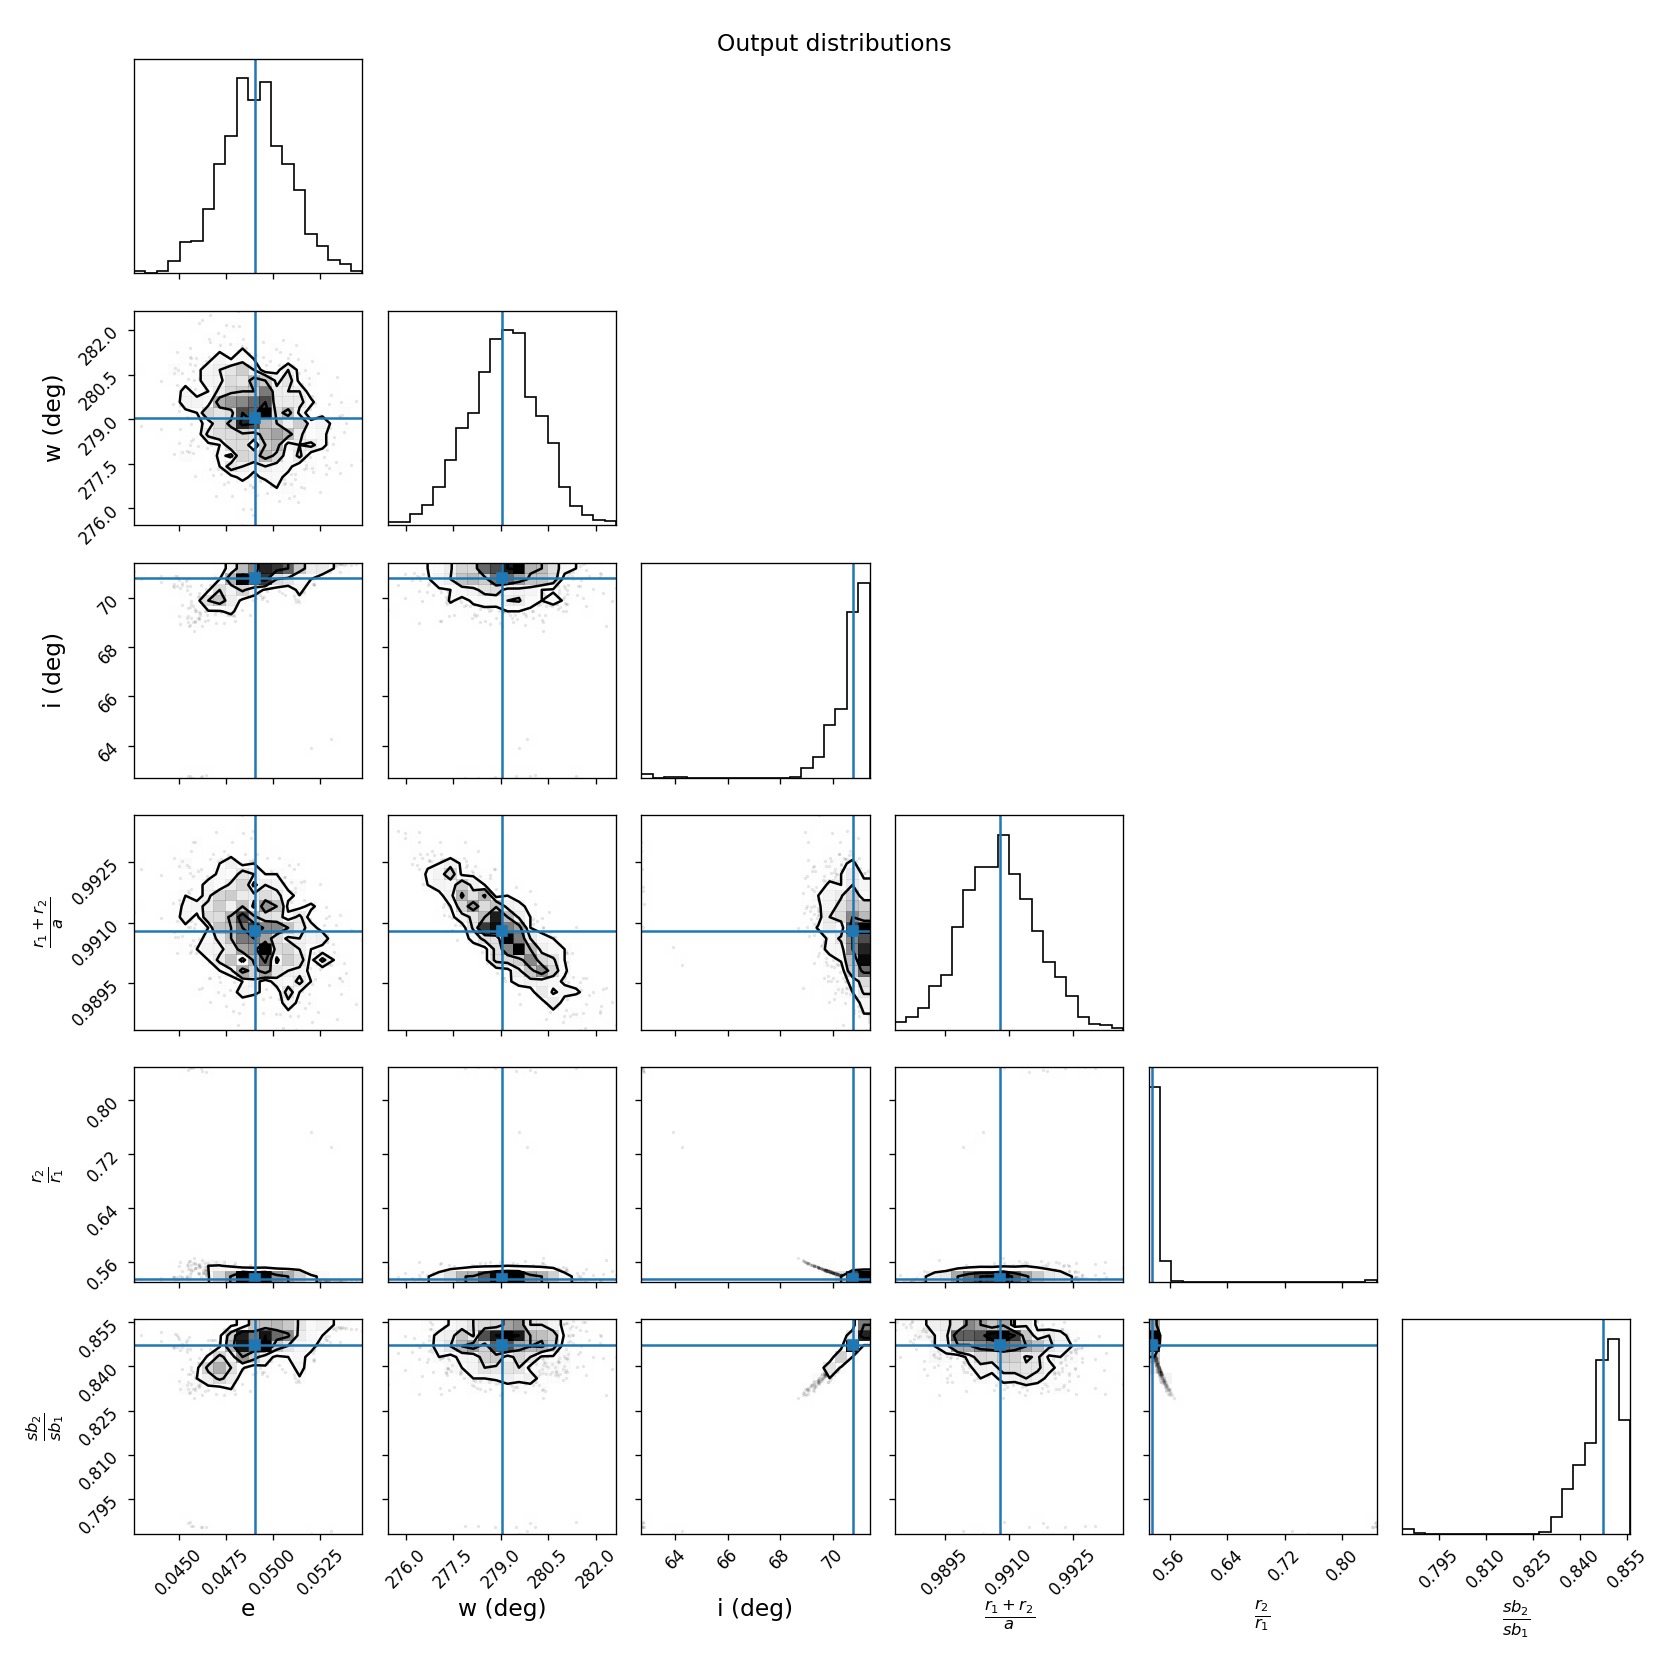 Output distributions
282.0
280.5
279.0
277.5
276.0
w (deg)
70
68
66
64
i (deg)
0.9925
0.9910
0.9895
r₁ + r₂
a
0.80
0.72
0.64
0.56
r₂
r₁
0.855
0.840
0.825
0.810
0.795
sb₂
sb₁
0.0450 0.0475 0.0500 0.0525 276.0 277.5 279.0 280.5 282.0 64 66 68 70 0.9895 0.9910 0.9925 0.56 0.64 0.72 0.80 0.795 0.810 0.825 0.840 0.855
e w (deg) i (deg) r₁ + r₂ r₂ sb₂
a r₁ sb₁